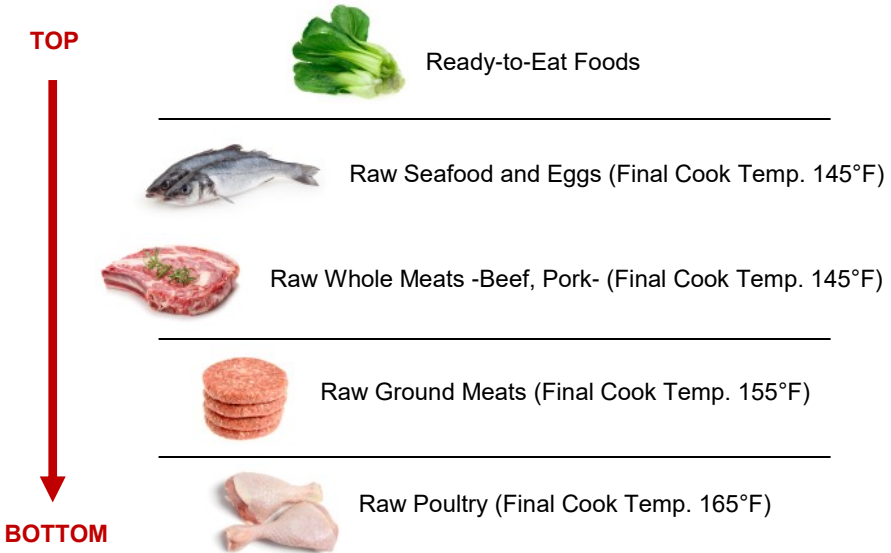 TOP
Ready-to-Eat Foods
Raw Seafood and Eggs (Final Cook Temp. 145°F)
Raw Whole Meats -Beef, Pork- (Final Cook Temp. 145°F)
Raw Ground Meats (Final Cook Temp. 155°F)
Raw Poultry (Final Cook Temp. 165°F)
BOTTOM